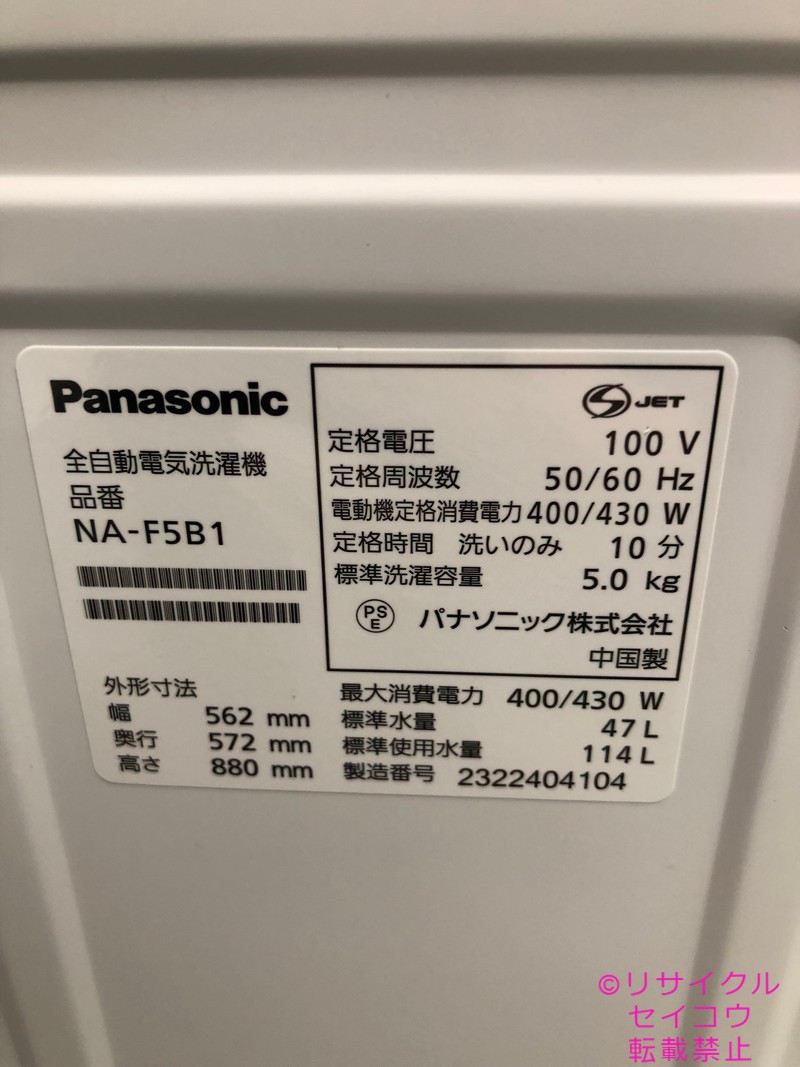 Panasonic
全自動電気洗濯機
品番
NA-F5B1
外形寸法
幅 562 mm
奥行 572 mm
高さ 880 mm
S JET
定格電圧 100 V
定格周波数 50/60 Hz
電動機定格消費電力 400/430 W
定格時間 洗いのみ 10 分
標準洗濯容量 5.0 kg
PS
E パナソニック株式会社
中国製
最大消費電力 400/430 W
標準水量 47 L
標準使用水量 114 L
製造番号 2322404104
©リサイクル
セイコウ
転載禁止